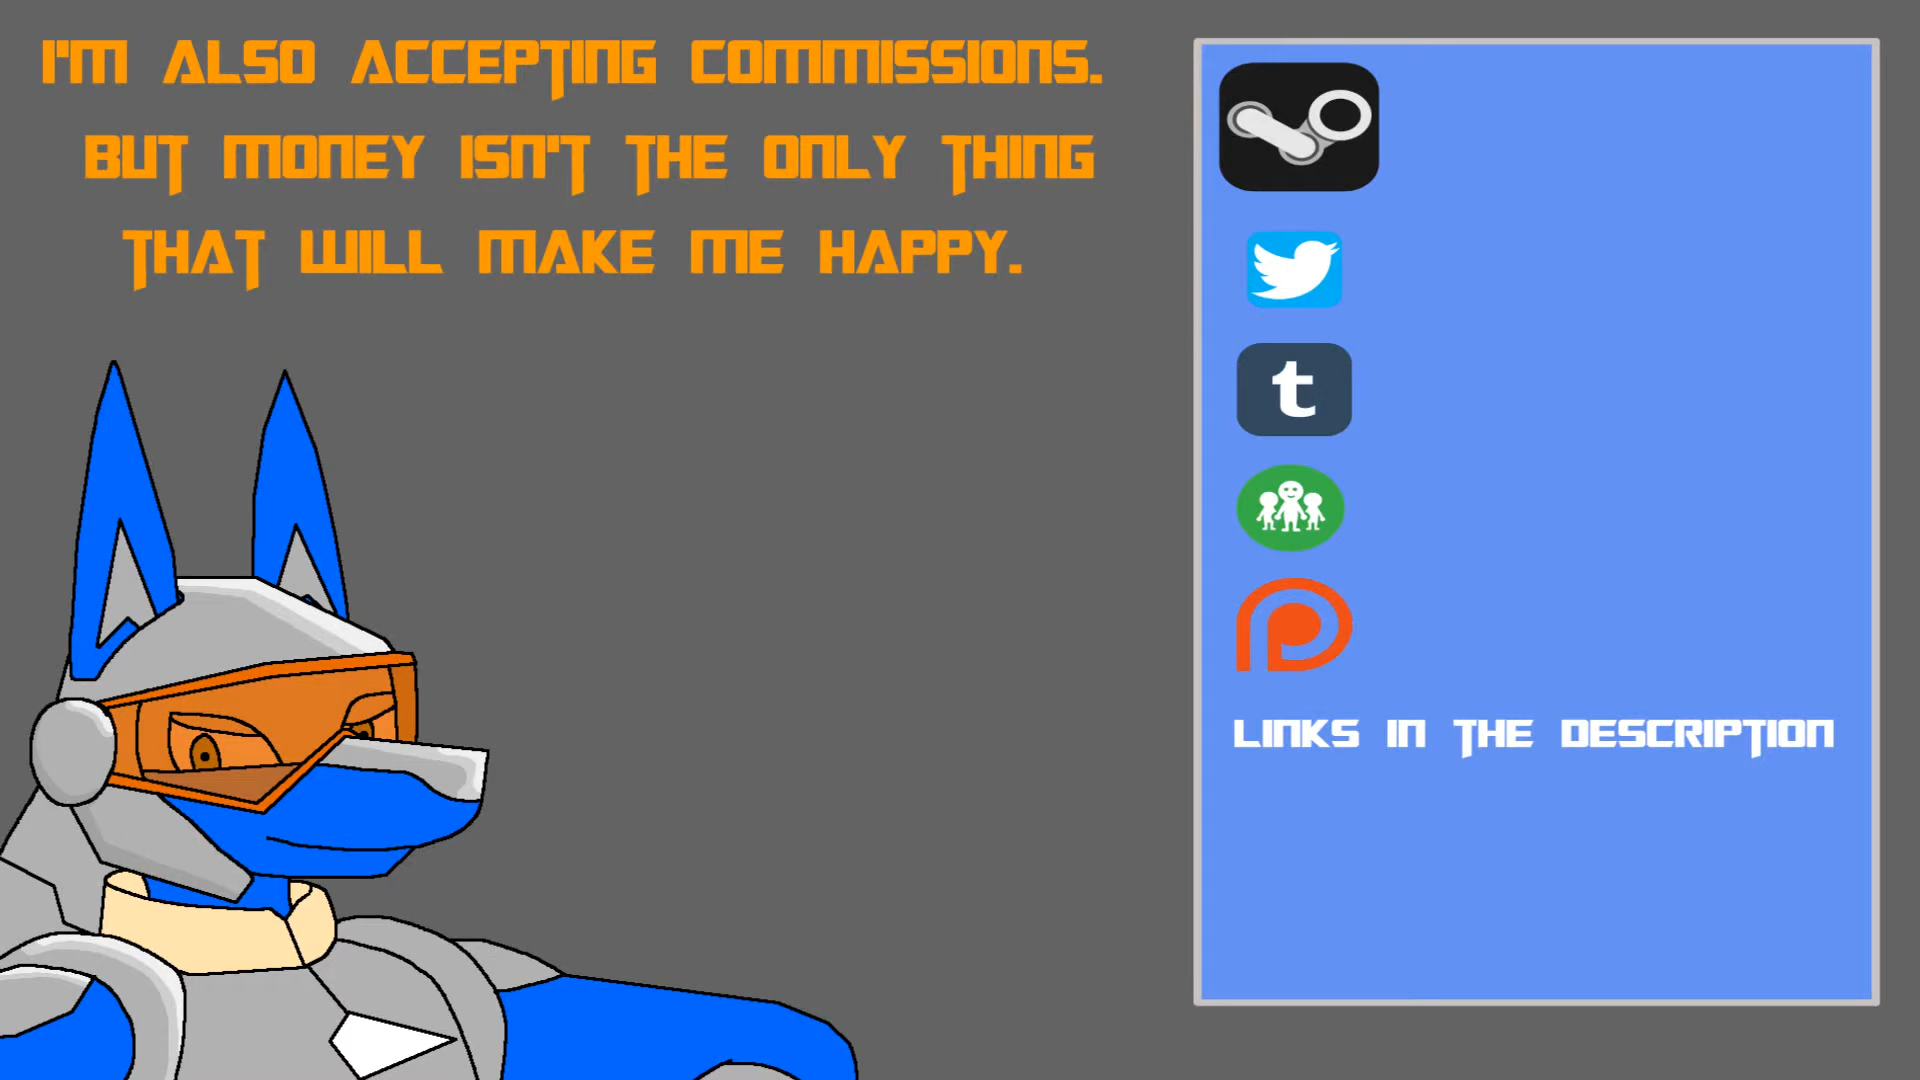 I'M ALSO ACCEPTING COMMISSIONS.
BUT MONEY ISN'T THE ONLY THING
THAT WILL MAKE ME HAPPY.
t
LINKS IN THE DESCRIPTION